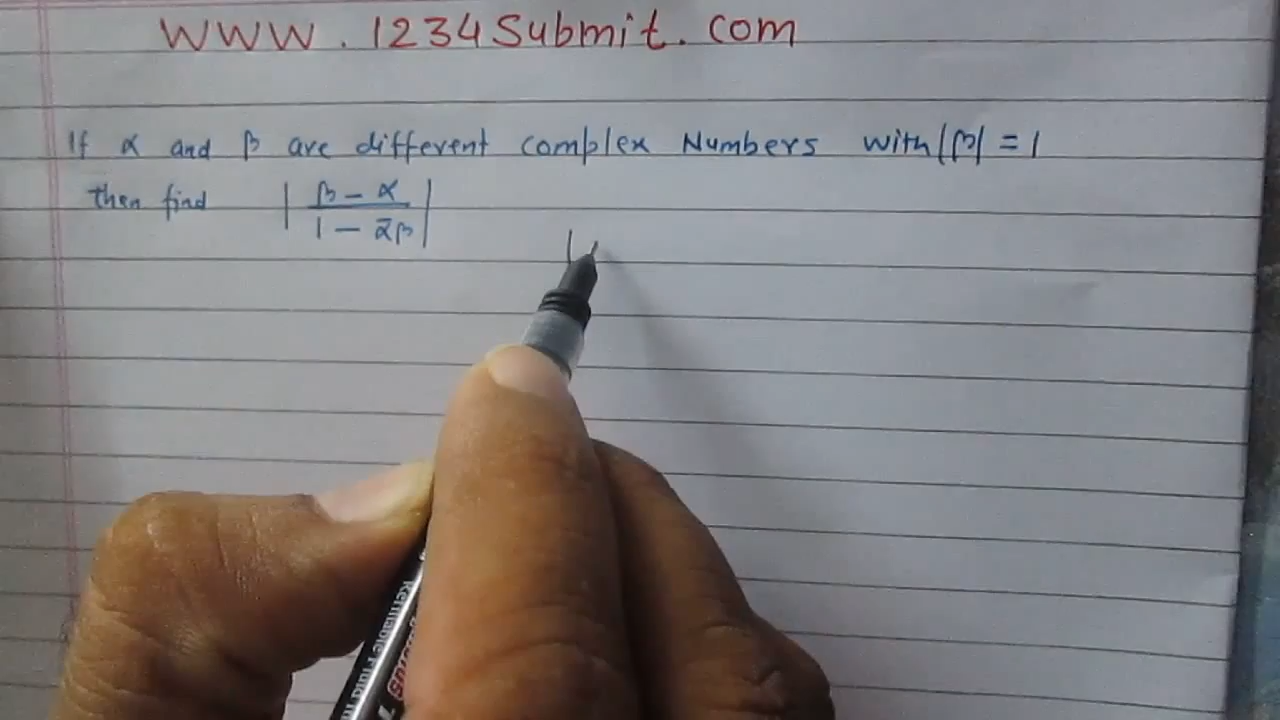 WWW.1234Submit.com
If α and β are different complex Numbers with |β| = 1
then find | β - α / 1 - ᾱβ |